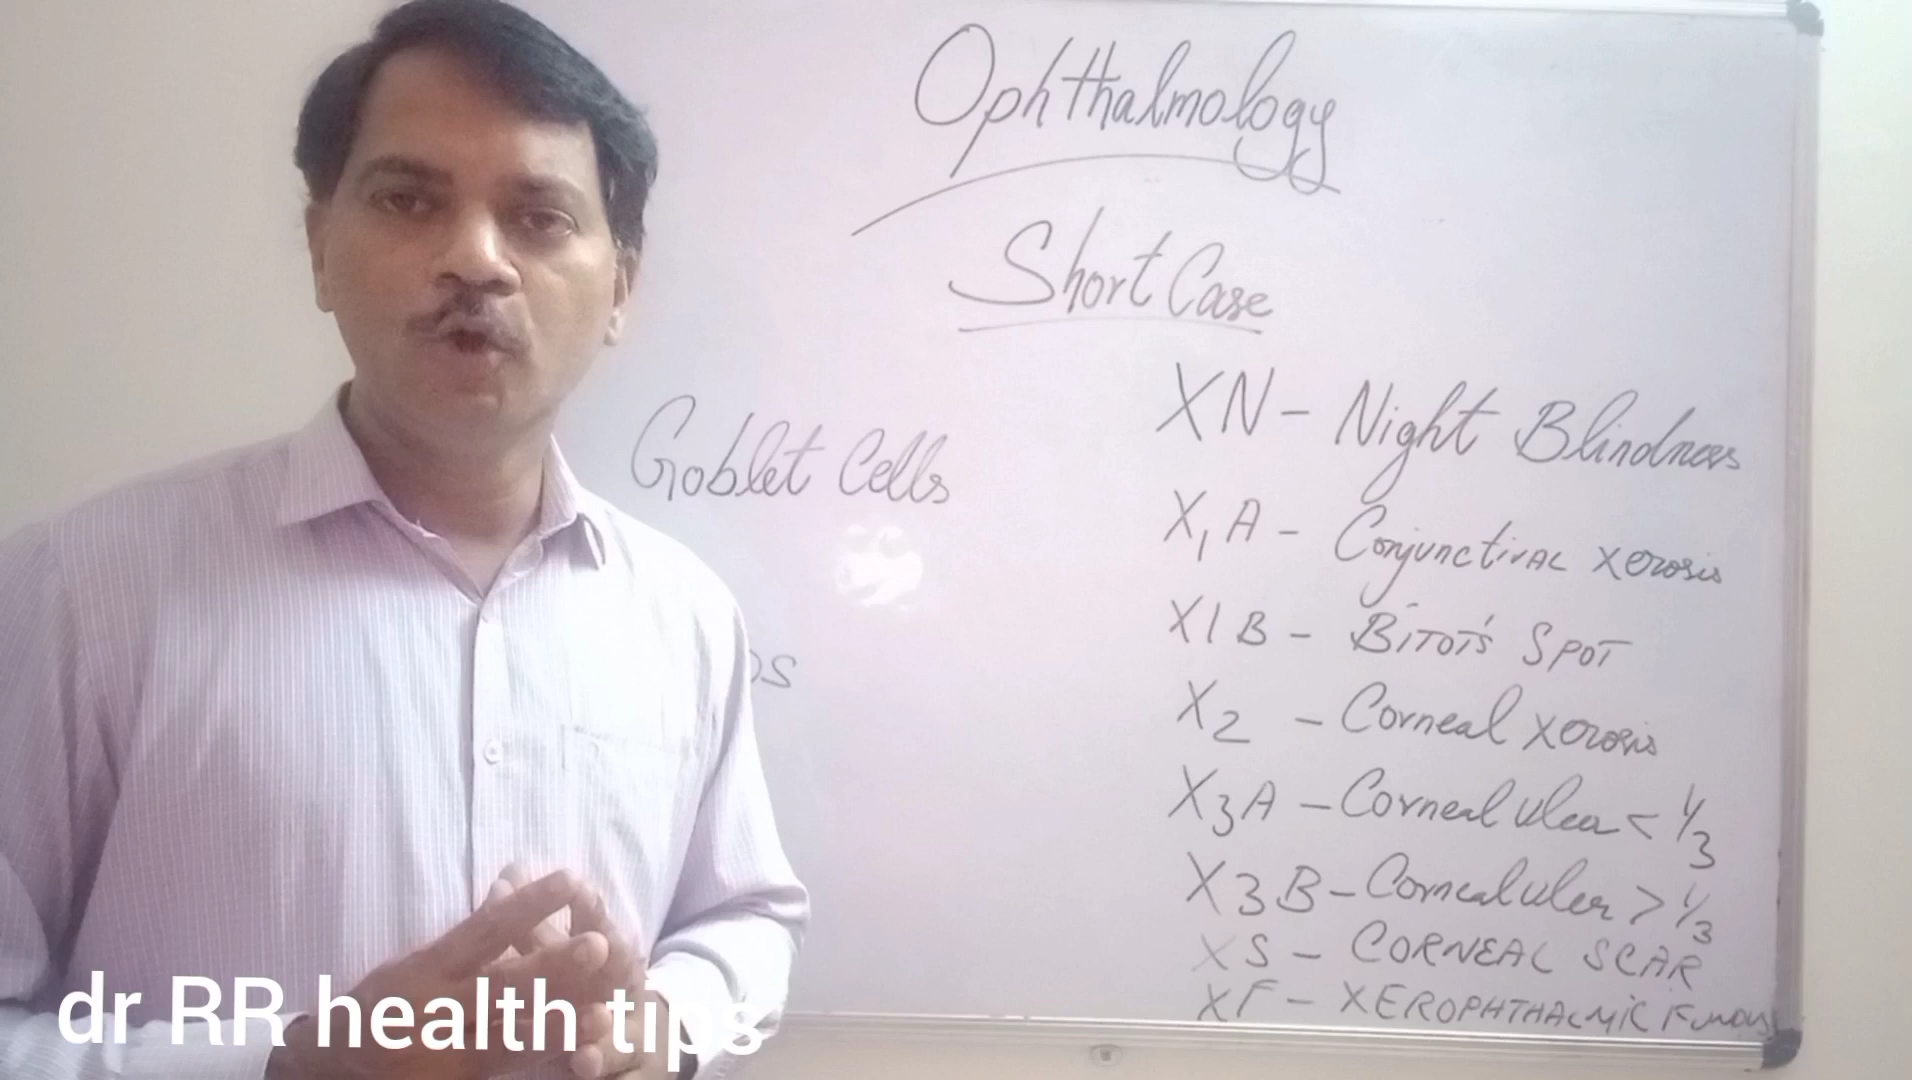 Ophthalmology
Short Case
Goblet Cells
XN - Night Blindness
X1A - Conjunctival xerosis
X1B - BITOT'S SPOT
X2 - Corneal xerosis
X3A - Corneal ulcer < 1/3
X3B - Corneal ulcer > 1/3
XS - CORNEAL SCAR
XF - XEROPHTHALMIC FUNDUS
dr RR health tips